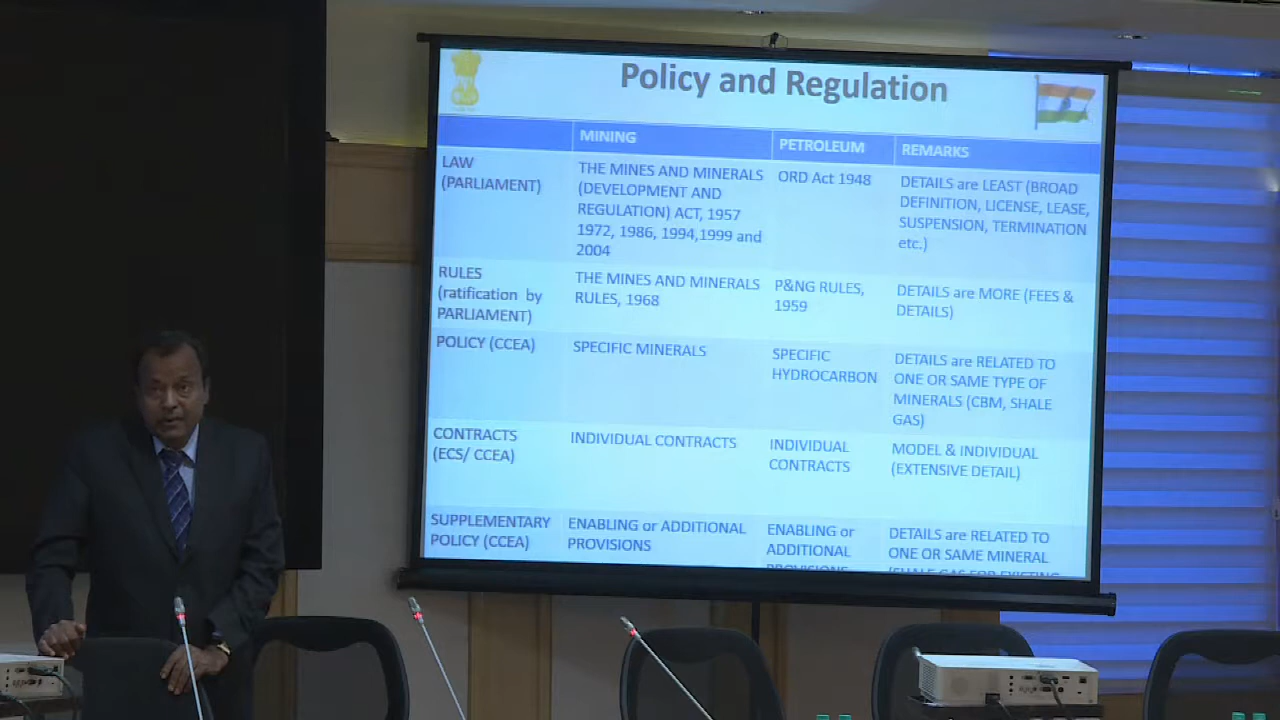 Policy and Regulation
MINING
PETROLEUM
REMARKS
LAW
(PARLIAMENT)
THE MINES AND MINERALS
(DEVELOPMENT AND
REGULATION) ACT, 1957
1972, 1986, 1994,1999 and
2004
ORD Act 1948
DETAILS are LEAST (BROAD
DEFINITION, LICENSE, LEASE,
SUSPENSION, TERMINATION
etc.)
RULES
(ratification by
PARLIAMENT)
THE MINES AND MINERALS
RULES, 1968
P&NG RULES,
1959
DETAILS are MORE (FEES &
DETAILS)
POLICY (CCEA)
SPECIFIC MINERALS
SPECIFIC
HYDROCARBON
DETAILS are RELATED TO
ONE OR SAME TYPE OF
MINERALS (CBM, SHALE
GAS)
CONTRACTS
(ECS/ CCEA)
INDIVIDUAL CONTRACTS
INDIVIDUAL
CONTRACTS
MODEL & INDIVIDUAL
(EXTENSIVE DETAIL)
SUPPLEMENTARY
POLICY (CCEA)
ENABLING or ADDITIONAL
PROVISIONS
ENABLING or
ADDITIONAL
PROVISIONS
DETAILS are RELATED TO
ONE OR SAME MINERAL
(SHALE GAS FOR EXISTING